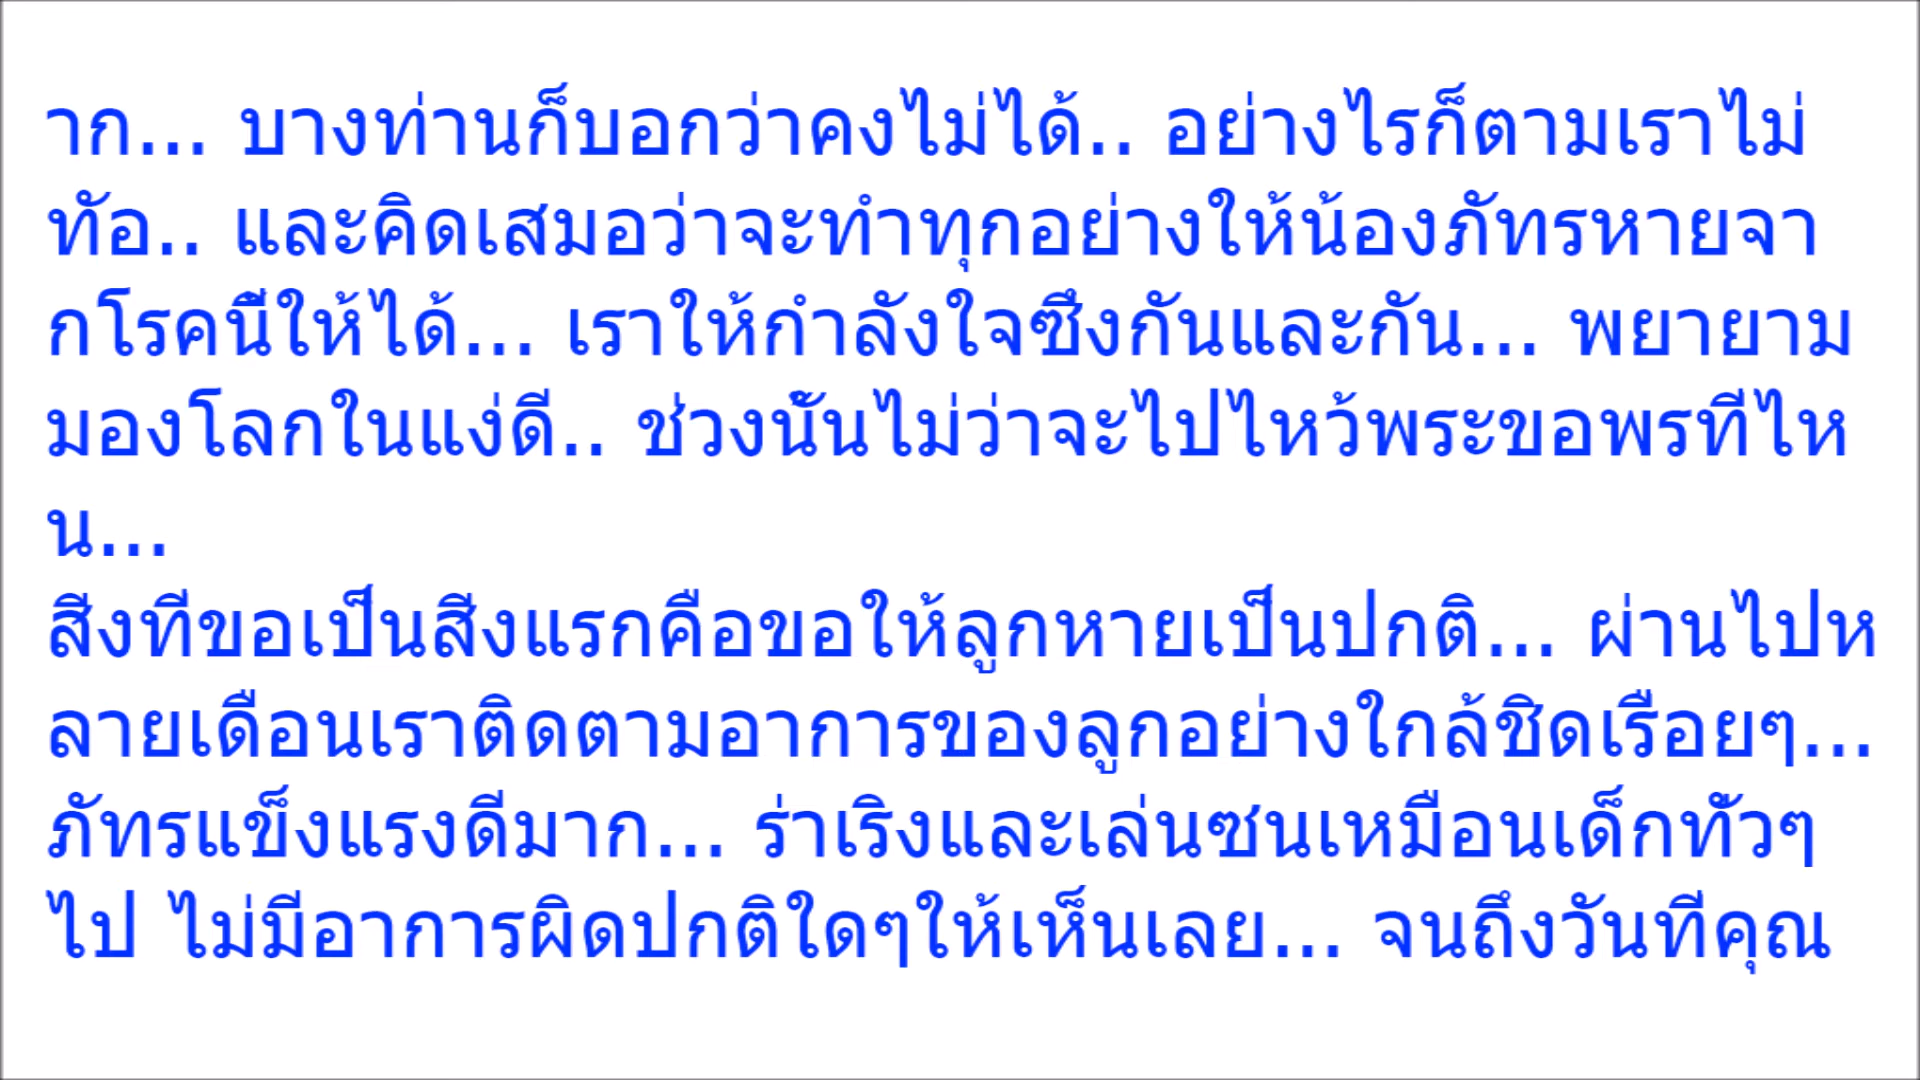 าก... บางท่านก็บอกว่าคงไม่ได้.. อย่างไรก็ตามเราไม่
ท้อ.. และคิดเสมอว่าจะทำทุกอย่างให้น้องภัทรหายจา
กโรคนี้ให้ได้... เราให้กำลังใจซึ่งกันและกัน... พยายาม
มองโลกในแง่ดี.. ช่วงนั้นไม่ว่าจะไปไหว้พระขอพรที่ไห
น...
สิ่งที่ขอเป็นสิ่งแรกคือขอให้ลูกหายเป็นปกติ... ผ่านไปห
ลายเดือนเราติดตามอาการของลูกอย่างใกล้ชิดเรื่อยๆ...
ภัทรแข็งแรงดีมาก... ร่าเริงและเล่นซนเหมือนเด็กทั่วๆ
ไป ไม่มีอาการผิดปกติใดๆให้เห็นเลย... จนถึงวันที่คุณ